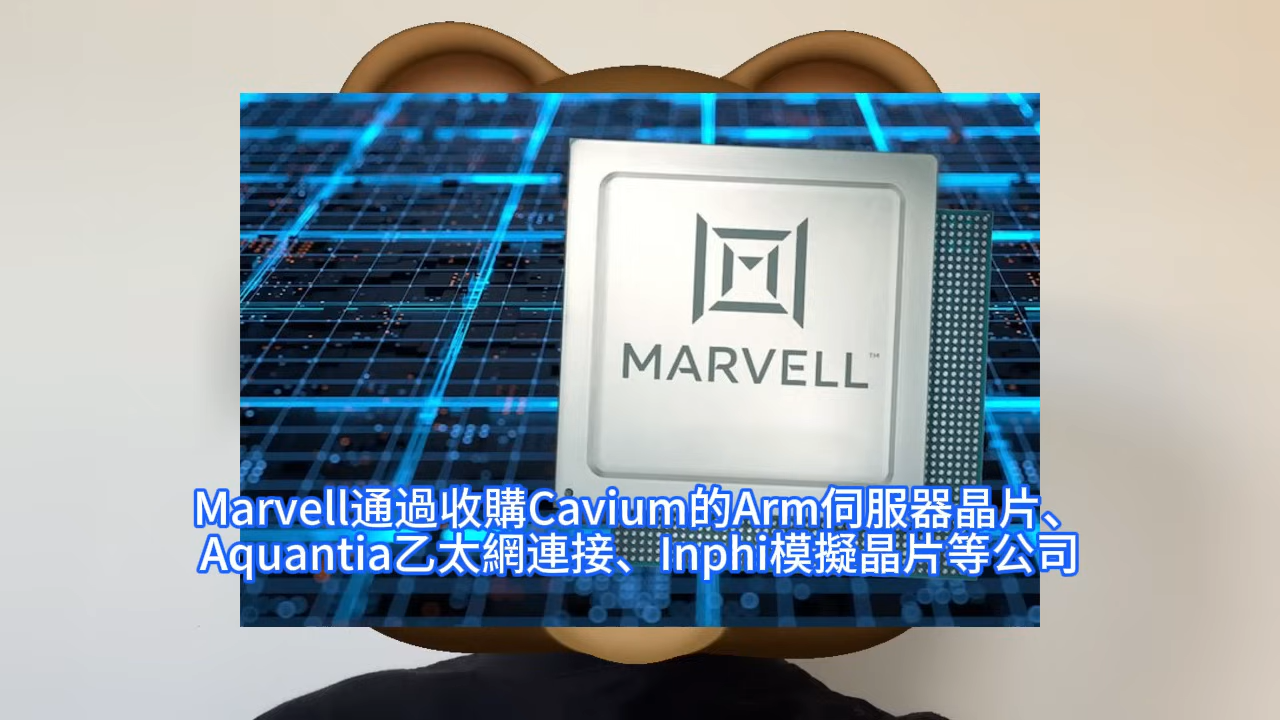 MARVELL™
Marvell通過收購Cavium的Arm伺服器晶片、
Aquantia乙太網連接、Inphi模擬晶片等公司